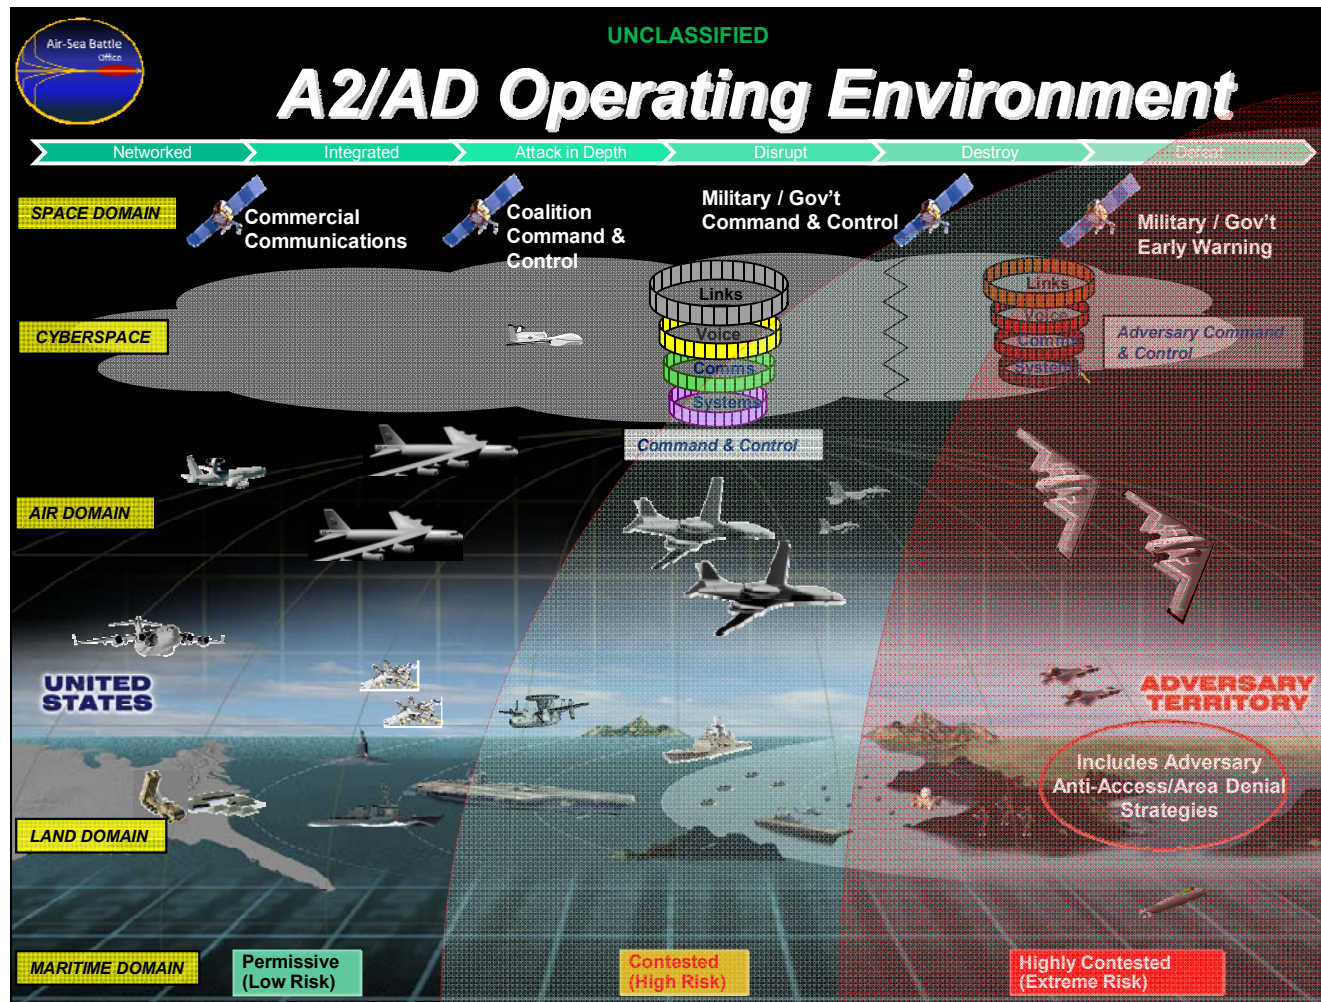 Air-Sea Battle
Office
UNCLASSIFIED
A2/AD Operating Environment
Networked
Integrated
Attack in Depth
Disrupt
Destroy
Defeat
SPACE DOMAIN
Commercial
Communications
Coalition
Command &
Control
Military / Gov't
Command & Control
Military / Gov't
Early Warning
CYBERSPACE
Links
Voice
Comms
Systems
Command & Control
Links
Voice
Comms
Systems
Adversary Command
& Control
AIR DOMAIN
UNITED
STATES
ADVERSARY
TERRITORY
Includes Adversary
Anti-Access/Area Denial
Strategies
LAND DOMAIN
MARITIME DOMAIN
Permissive
(Low Risk)
Contested
(High Risk)
Highly Contested
(Extreme Risk)